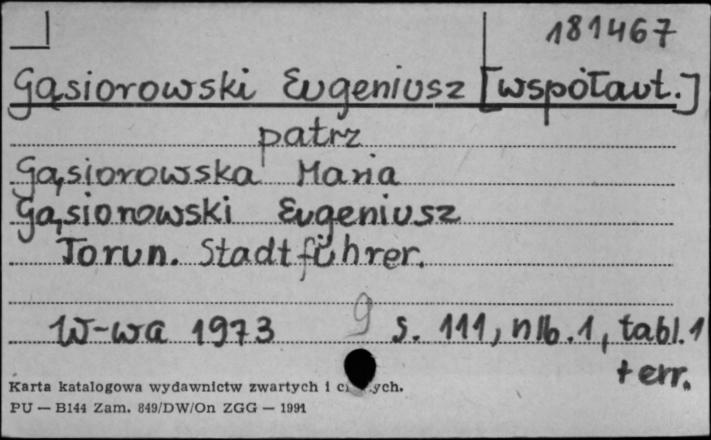 181467
Gąsiorowski Eugeniusz [współaut.]
patrz
Gąsiorowska Maria
Gąsiorowski Eugeniusz
Toruń. Stadtführer.
W-wa 1973 9 s. 111, nlb. 1, tabl. 1
+ err.
Karta katalogowa wydawnictw zwartych i
PU — B144 Zam. 849/DW/On ZGG — 1991